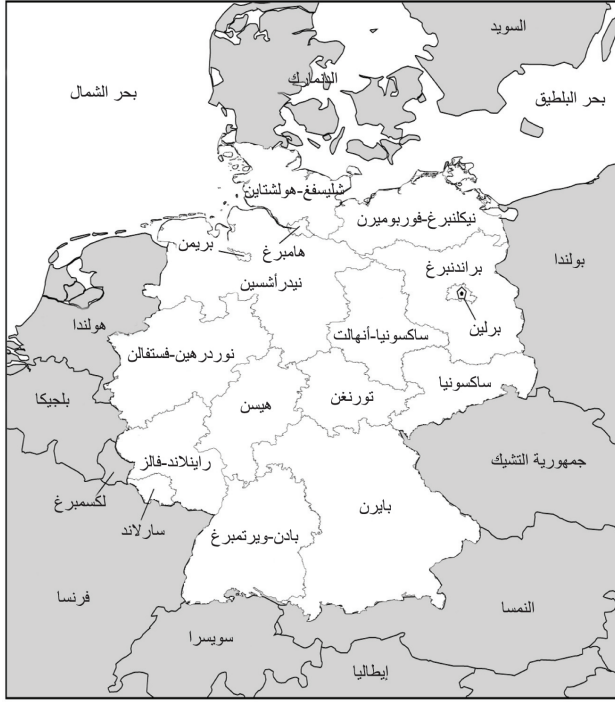 السويد
بحر الشمال
الدانمارك
بحر البلطيق
شليسفغ-هولشتاين
نيكلنبرغ-فوربوميرن
هامبرغ
بريمن
براندنبرغ
بولندا
نيدرأشسين
برلين
هولندا
ساكسونيا-أنهالت
نوردرهين-فستفالن
ساكسونيا
هيسن
تورنغن
بلجيكا
جمهورية التشيك
راينلاند-فالز
لكسمبرغ
بايرن
سارلاند
بادن-ويرتمبرغ
فرنسا
النمسا
سويسرا
إيطاليا